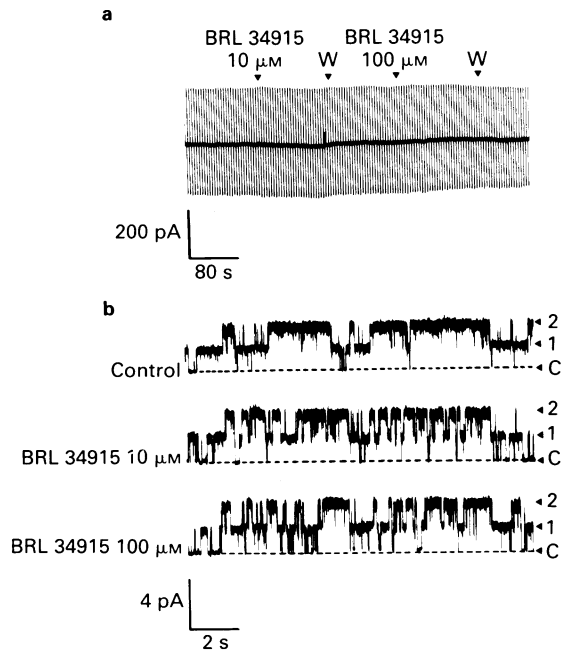 a
BRL 34915 BRL 34915
10 μM W 100 μM W
200 pA
80 s
b
2
1
Control C
2
1
BRL 34915 10 μM C
2
1
BRL 34915 100 μM C
4 pA
2 s